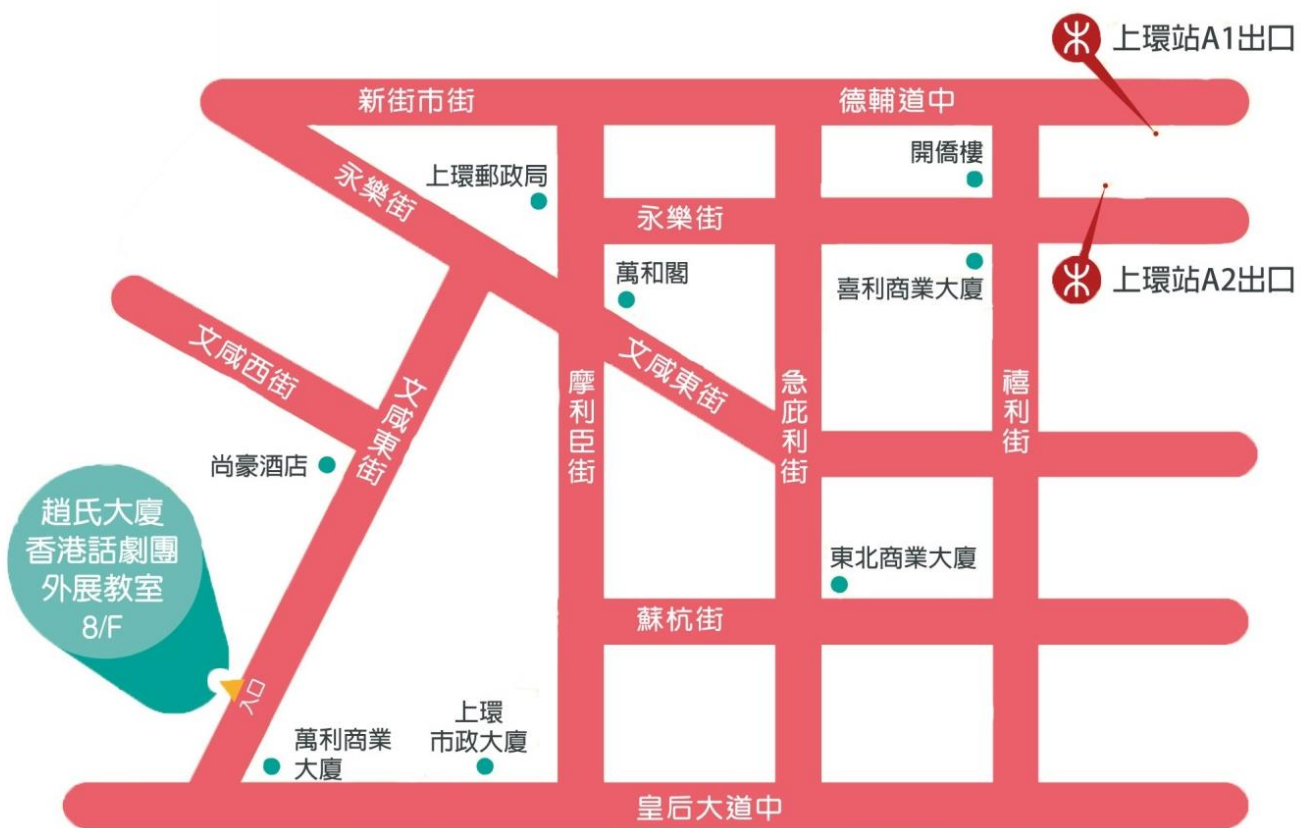 上環站A1出口
新街市街
德輔道中
開僑樓
上環郵政局
永樂街
永樂街
萬和閣
喜利商業大廈
上環站A2出口
文咸西街
文咸東街
文咸東街
摩利臣街
急庇利街
禧利街
尚豪酒店
趙氏大廈
香港話劇團
外展教室
8/F
東北商業大廈
蘇杭街
入口
萬利商業
大廈
上環
市政大廈
皇后大道中